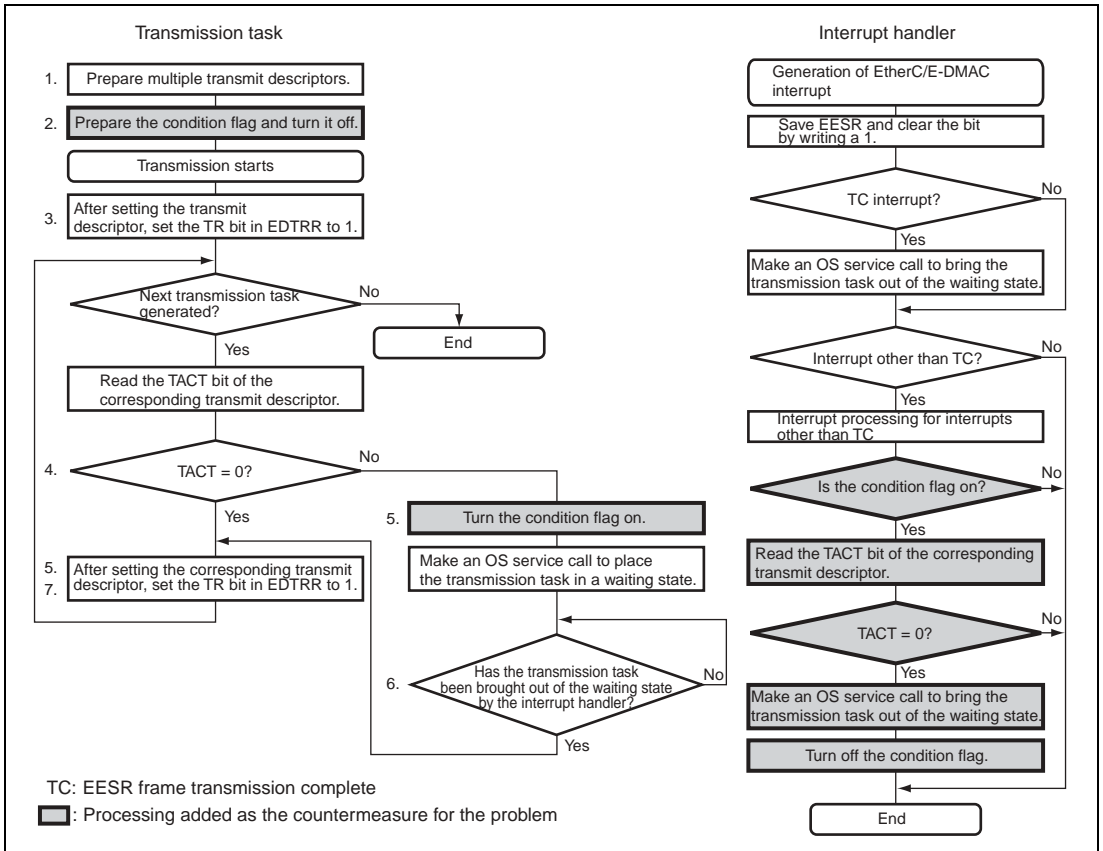 Transmission task
1. Prepare multiple transmit descriptors.
2. Prepare the condition flag and turn it off.
Transmission starts
3. After setting the transmit
descriptor, set the TR bit in EDTRR to 1.
Next transmission task
generated?
No
End
Yes
Read the TACT bit of the
corresponding transmit descriptor.
4. TACT = 0?
No
Yes
5. After setting the corresponding transmit
7. descriptor, set the TR bit in EDTRR to 1.
5. Turn the condition flag on.
Make an OS service call to place
the transmission task in a waiting state.
6. Has the transmission task
been brought out of the waiting state
by the interrupt handler?
No
Yes
Interrupt handler
Generation of EtherC/E-DMAC
interrupt
Save EESR and clear the bit
by writing a 1.
TC interrupt?
No
Yes
Make an OS service call to bring the
transmission task out of the waiting state.
Interrupt other than TC?
No
Yes
Interrupt processing for interrupts
other than TC
Is the condition flag on?
No
Yes
Read the TACT bit of the corresponding
transmit descriptor.
TACT = 0?
No
Yes
Make an OS service call to bring the
transmission task out of the waiting state.
Turn off the condition flag.
End
TC: EESR frame transmission complete
: Processing added as the countermeasure for the problem